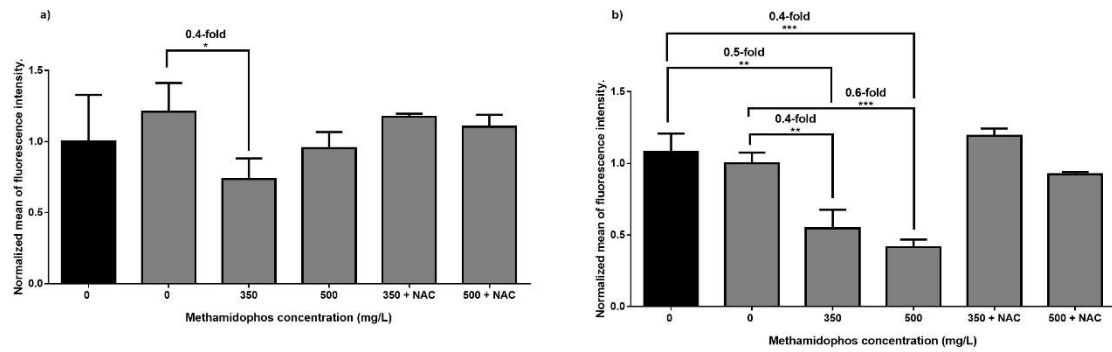 a)
0.4-fold
*
Normalized mean of fluorescence intensity.
1.5
1.0
0.5
0.0
0 0 350 500 350 + NAC 500 + NAC
Methamidophos concentration (mg/L)
b)
0.4-fold
***
0.5-fold
**
0.6-fold
***
0.4-fold
**
Normalized mean of fluorescence intensity.
1.5
1.0
0.5
0.0
0 0 350 500 350 + NAC 500 + NAC
Methamidophos concentration (mg/L)